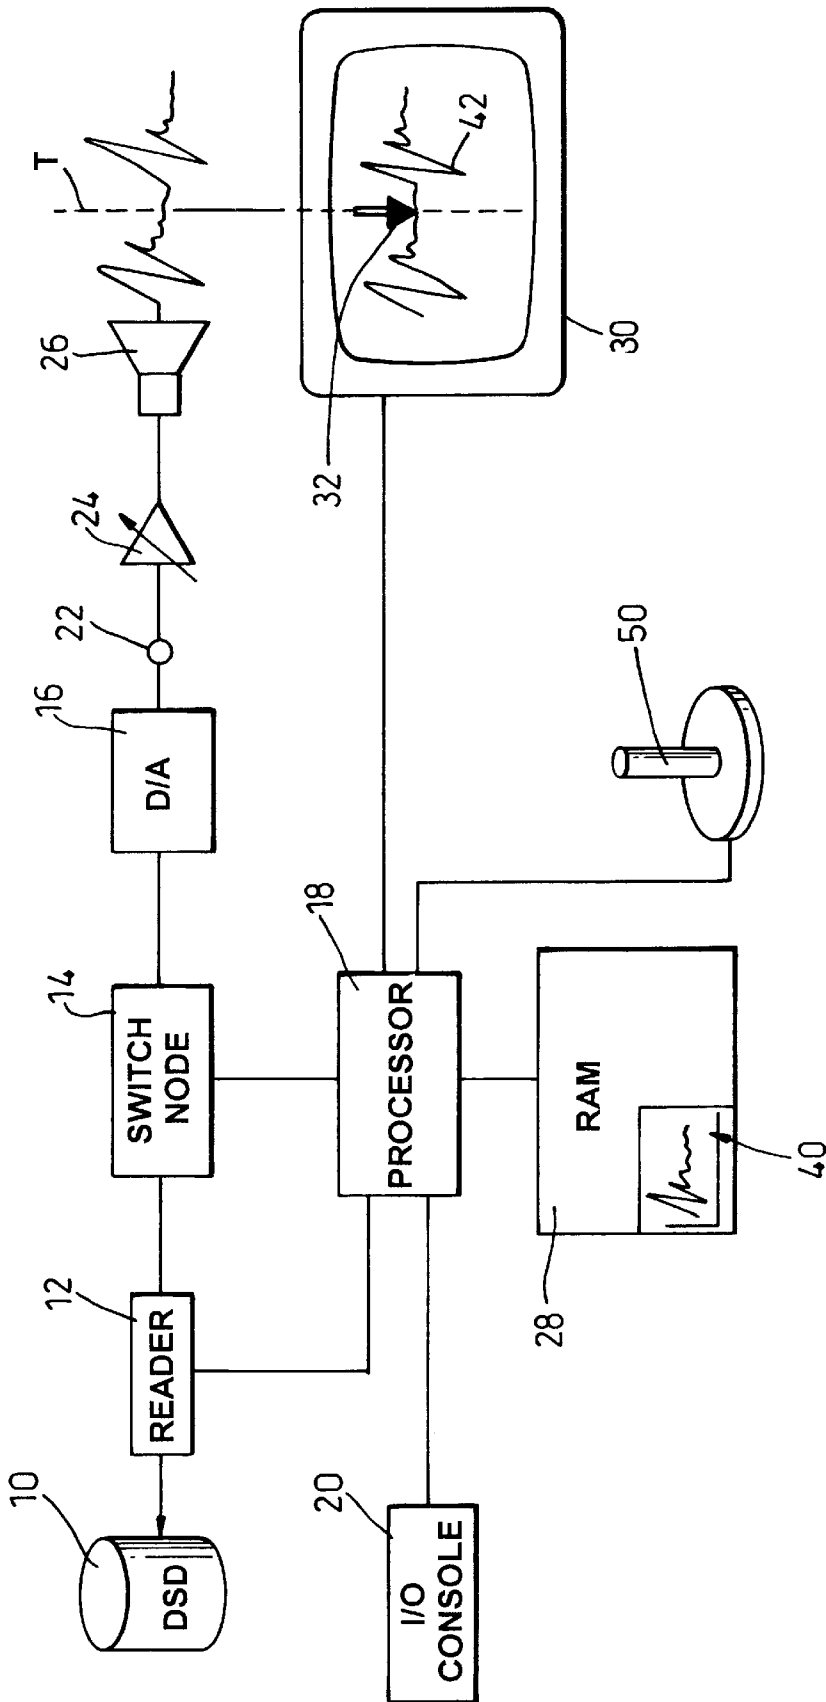 10
DSD
12
READER
14
SWITCH
NODE
16
D/A
22
24
26
T
20
I/O
CONSOLE
18
PROCESSOR
28
RAM
40
50
32
42
30